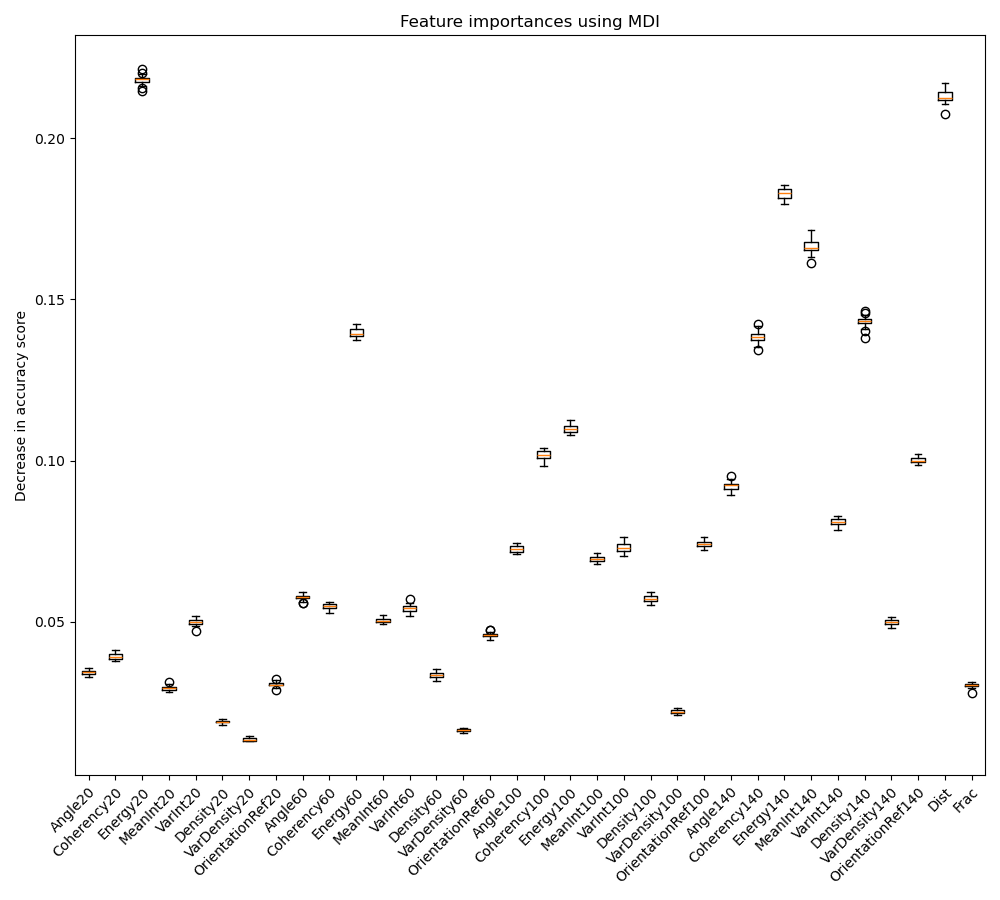 Feature importances using MDI
Decrease in accuracy score
0.20
0.15
0.10
0.05
Angle20
Coherency20
Energy20
MeanInt20
VarInt20
Density20
VarDensity20
OrientationRef20
Angle60
Coherency60
Energy60
MeanInt60
VarInt60
Density60
VarDensity60
OrientationRef60
Angle100
Coherency100
Energy100
MeanInt100
VarInt100
Density100
VarDensity100
OrientationRef100
Angle140
Coherency140
Energy140
MeanInt140
VarInt140
Density140
VarDensity140
OrientationRef140
Dist
Frac